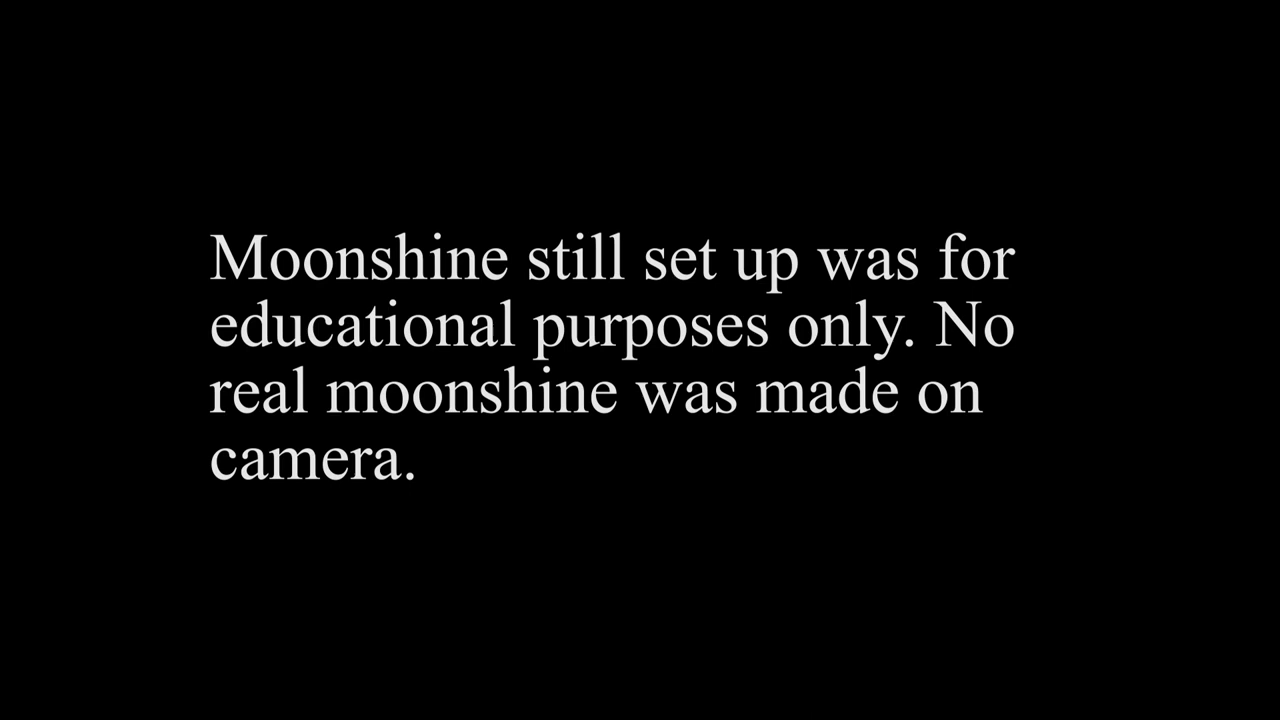 Moonshine still set up was for
educational purposes only. No
real moonshine was made on
camera.